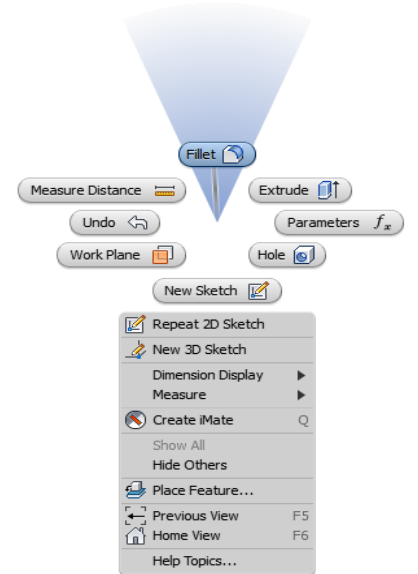 Fillet
Measure Distance
Extrude
Undo
Parameters fx
Work Plane
Hole
New Sketch
Repeat 2D Sketch
New 3D Sketch
Dimension Display
Measure
Create iMate Q
Show All
Hide Others
Place Feature...
Previous View F5
Home View F6
Help Topics...